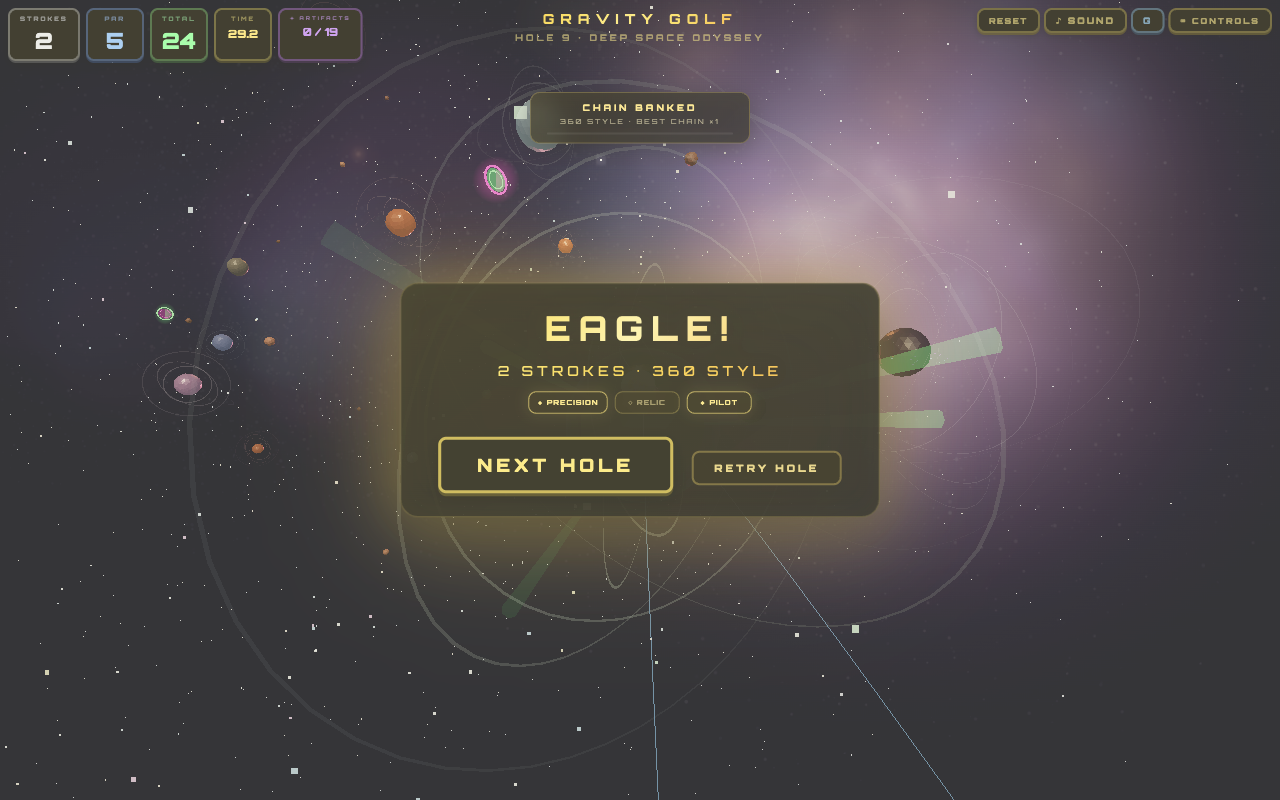 STROKES
2
PAR
5
TOTAL
24
TIME
29.2
✦ ARTIFACTS
0 / 19
GRAVITY GOLF
HOLE 9 · DEEP SPACE ODYSSEY
RESET
♪ SOUND
G
≡ CONTROLS
CHAIN BANKED
360 STYLE · BEST CHAIN ×1
EAGLE!
2 STROKES · 360 STYLE
◆ PRECISION
◇ RELIC
◆ PILOT
NEXT HOLE
RETRY HOLE